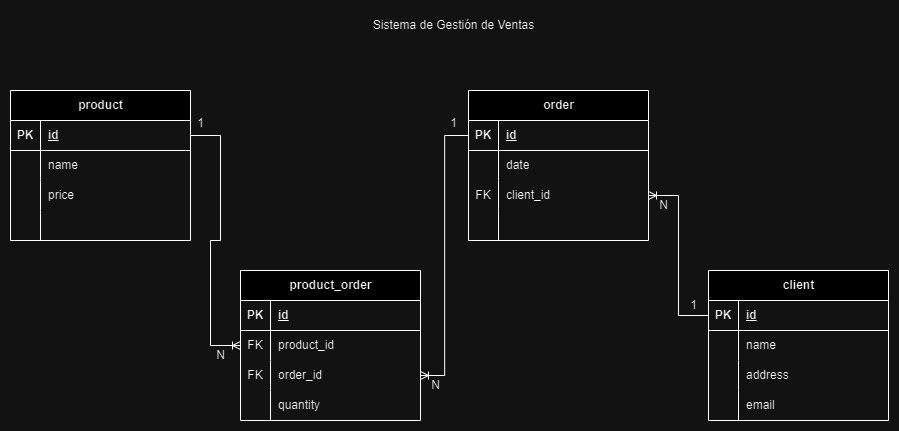 Sistema de Gestión de Ventas
product
PK id
name
price
1
order
PK id
date
FK client_id
1
N
product_order
PK id
FK product_id
FK order_id
quantity
N
N
client
PK id
name
address
email
1